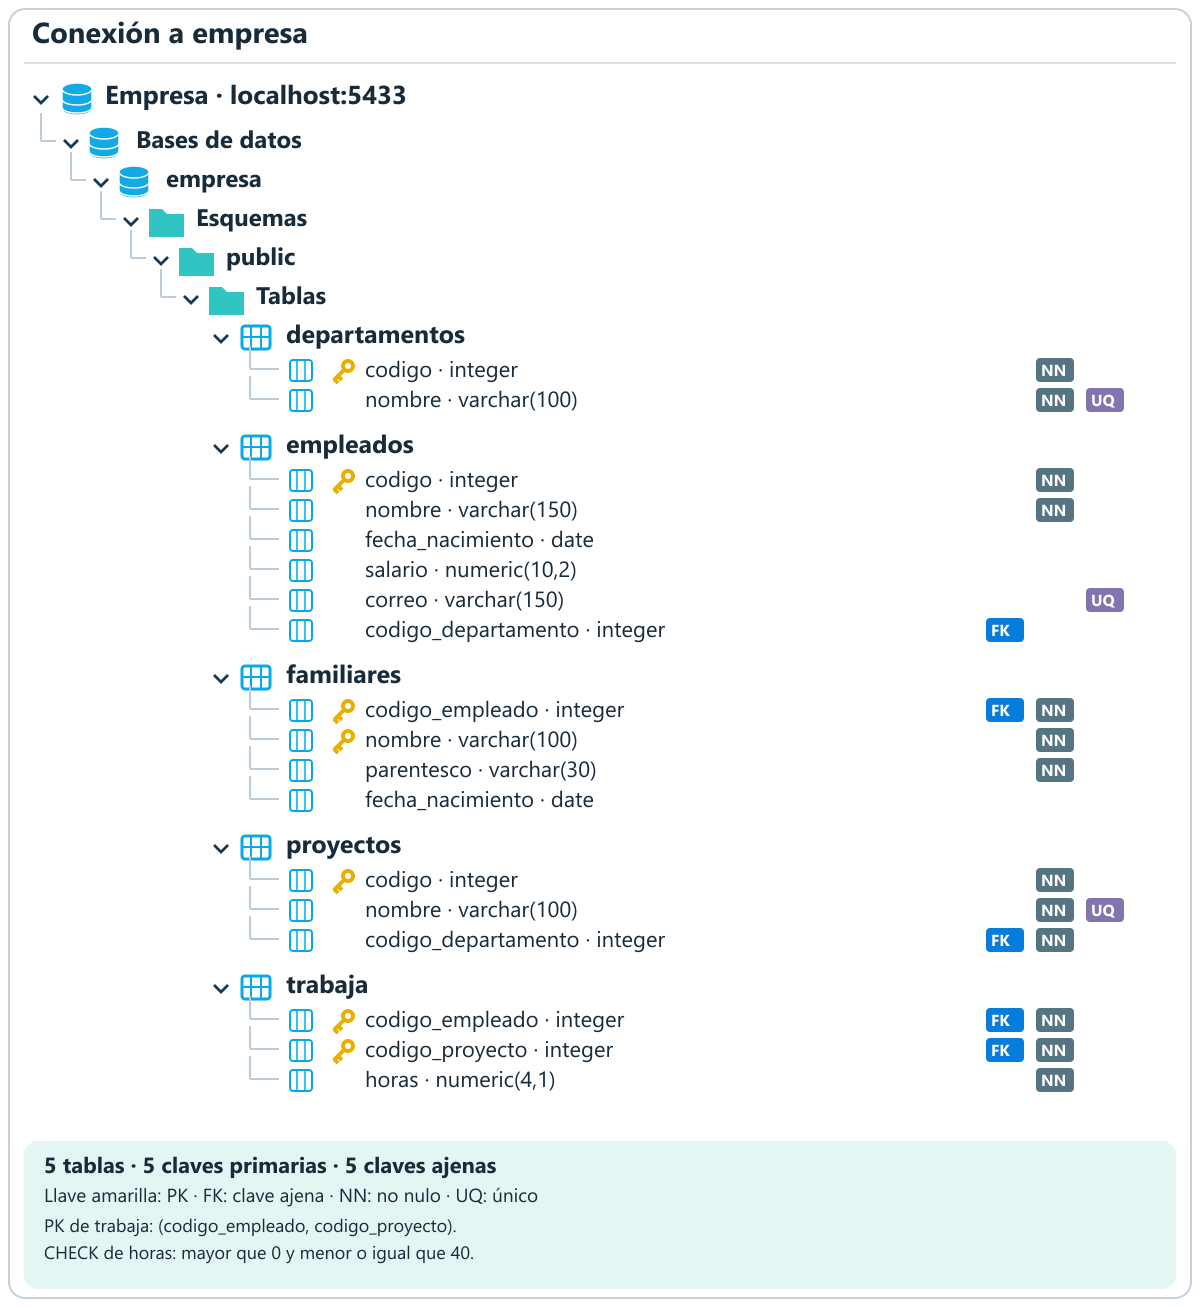 Conexión a empresa
Empresa · localhost:5433
Bases de datos
empresa
Esquemas
public
Tablas
departamentos
codigo · integer NN
nombre · varchar(100) NN UQ
empleados
codigo · integer NN
nombre · varchar(150) NN
fecha_nacimiento · date
salario · numeric(10,2)
correo · varchar(150) UQ
codigo_departamento · integer FK
familiares
codigo_empleado · integer FK NN
nombre · varchar(100) NN
parentesco · varchar(30) NN
fecha_nacimiento · date
proyectos
codigo · integer NN
nombre · varchar(100) NN UQ
codigo_departamento · integer FK NN
trabaja
codigo_empleado · integer FK NN
codigo_proyecto · integer FK NN
horas · numeric(4,1) NN
5 tablas · 5 claves primarias · 5 claves ajenas
Llave amarilla: PK · FK: clave ajena · NN: no nulo · UQ: único
PK de trabaja: (codigo_empleado, codigo_proyecto).
CHECK de horas: mayor que 0 y menor o igual que 40.